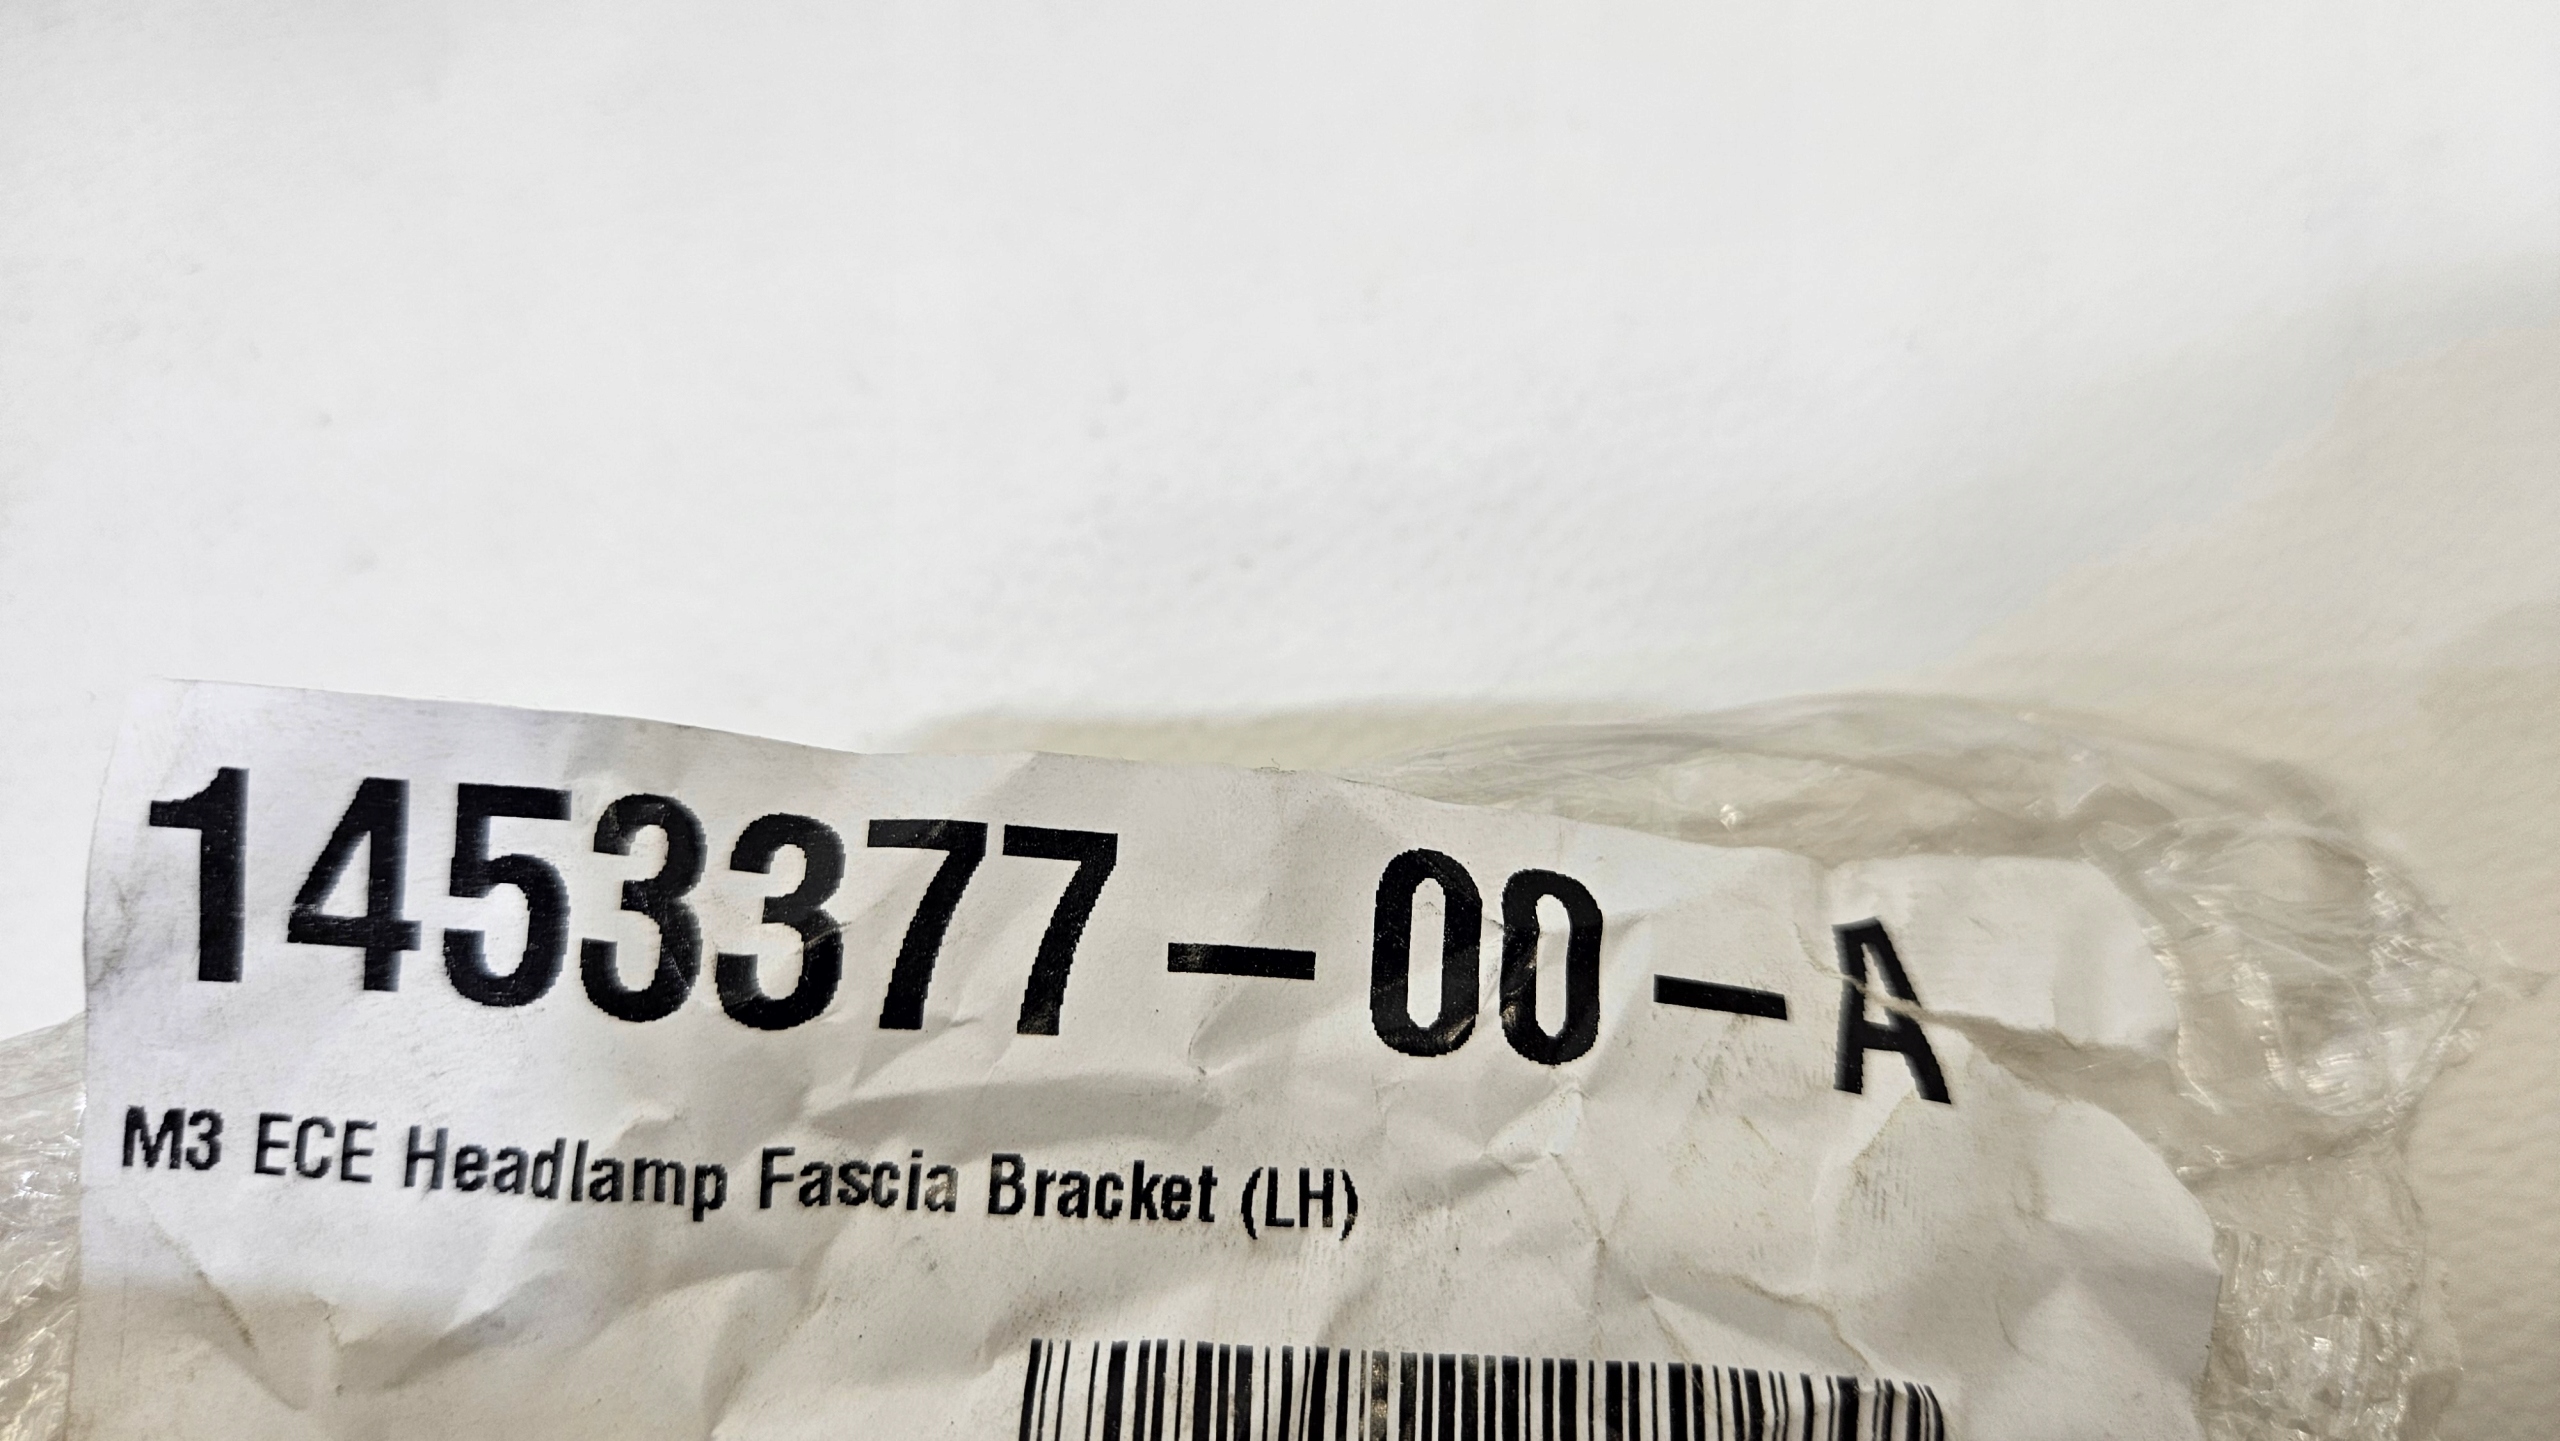 1453377-00-A
M3 ECE Headlamp Fascia Bracket (LH)